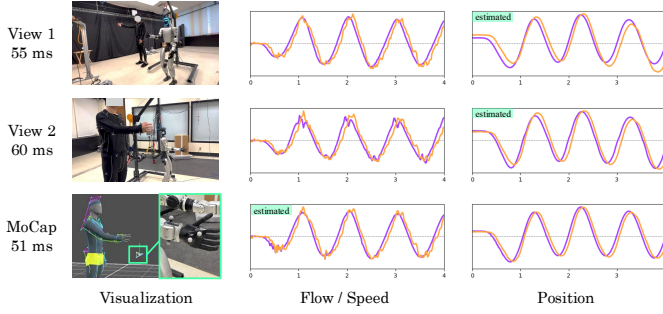 View 1
55 ms
0 1 2 3 4
estimated
0 1 2 3
View 2
60 ms
0 1 2 3 4
estimated
0 1 2 3
MoCap
51 ms
estimated
0 1 2 3 4
0 1 2 3
Visualization
Flow / Speed
Position